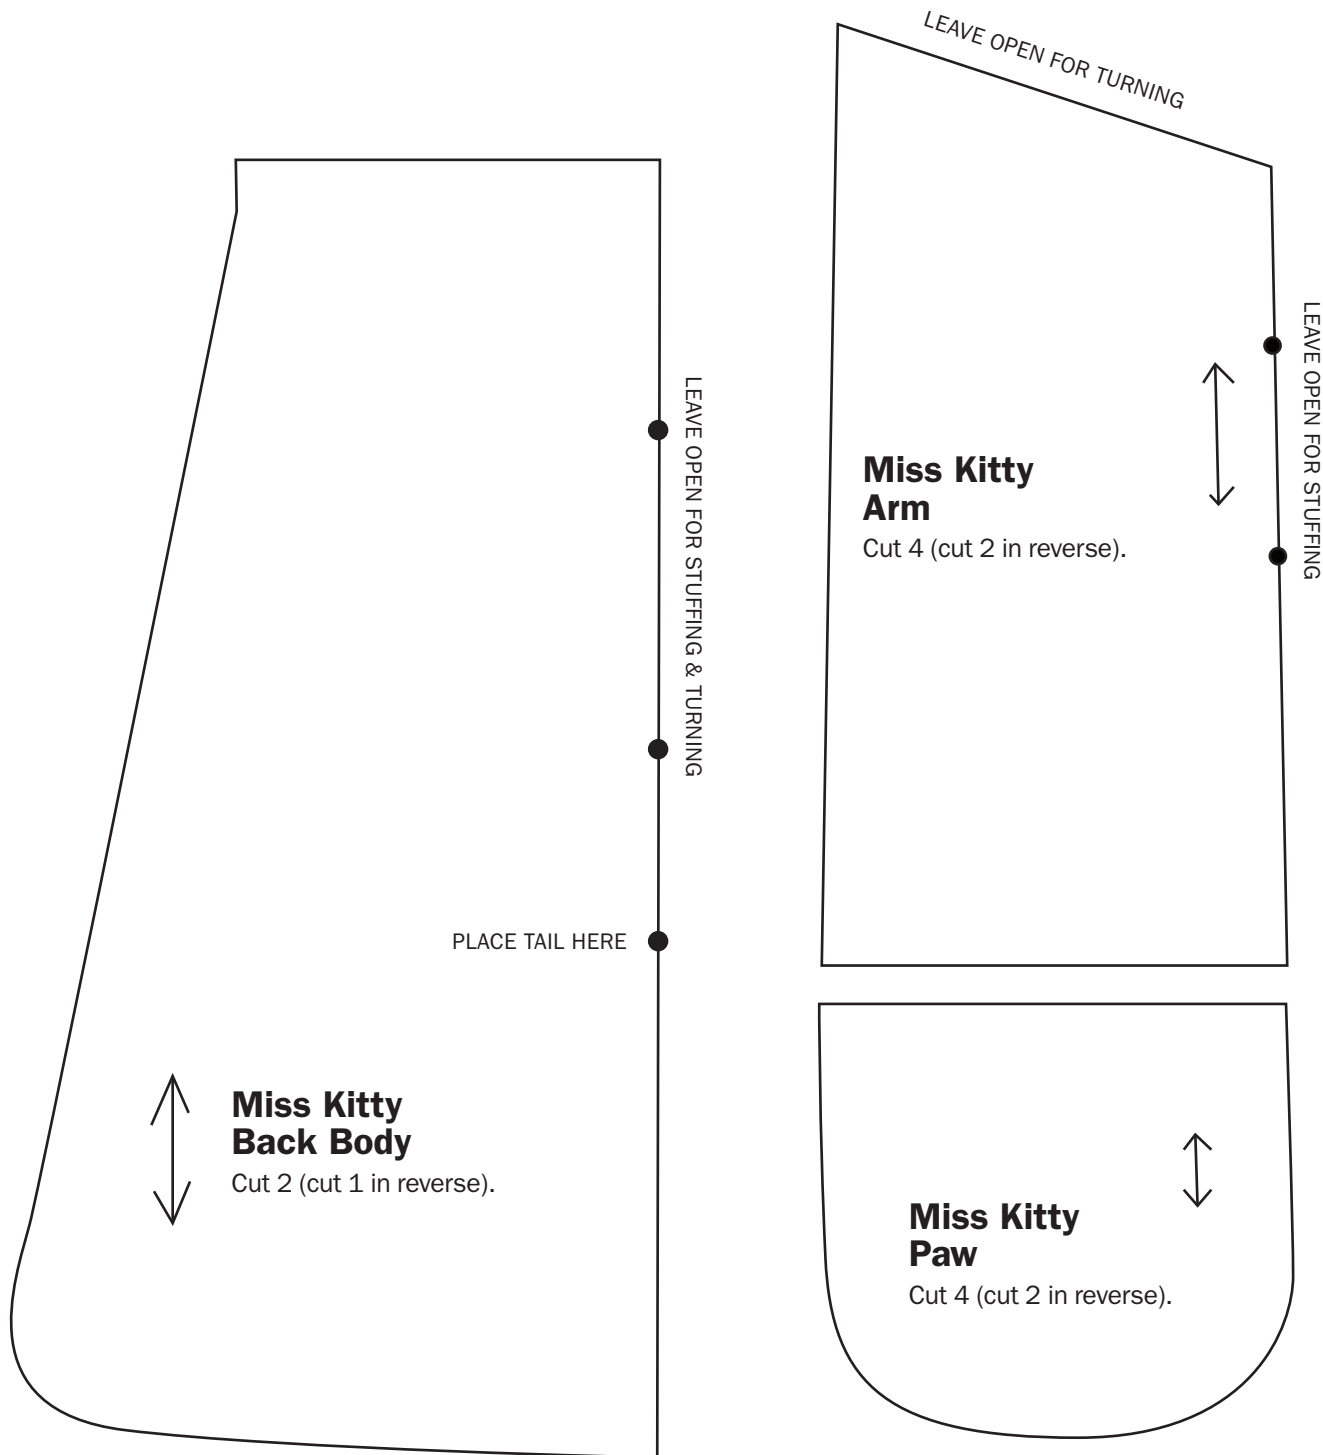 LEAVE OPEN FOR TURNING
LEAVE OPEN FOR STUFFING
Miss Kitty
Arm
Cut 4 (cut 2 in reverse).
LEAVE OPEN FOR STUFFING & TURNING
PLACE TAIL HERE
Miss Kitty
Back Body
Cut 2 (cut 1 in reverse).
Miss Kitty
Paw
Cut 4 (cut 2 in reverse).